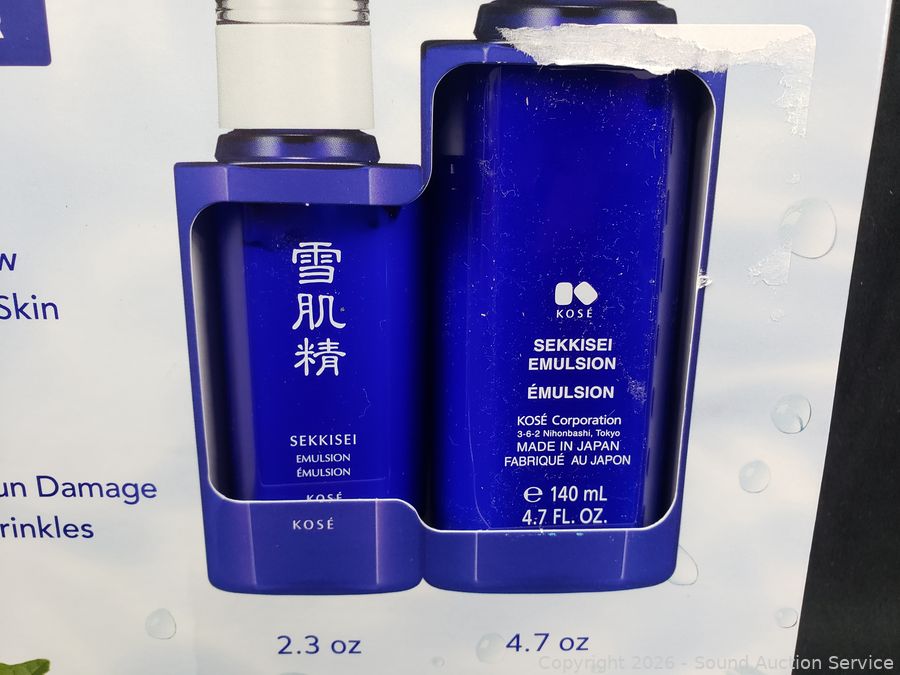 R
w
Skin
un Damage
rinkles
雪
肌
精
SEKKISEI
EMULSION
ÉMULSION
KOSÉ
KOSÉ
KOSÉ
SEKKISEI
EMULSION
ÉMULSION
KOSÉ Corporation
3-6-2 Nihonbashi, Tokyo
MADE IN JAPAN
FABRIQUÉ AU JAPON
℮ 140 mL
4.7 FL. OZ.
2.3 oz
4.7 oz
Copyright 2026 - Sound Auction Service